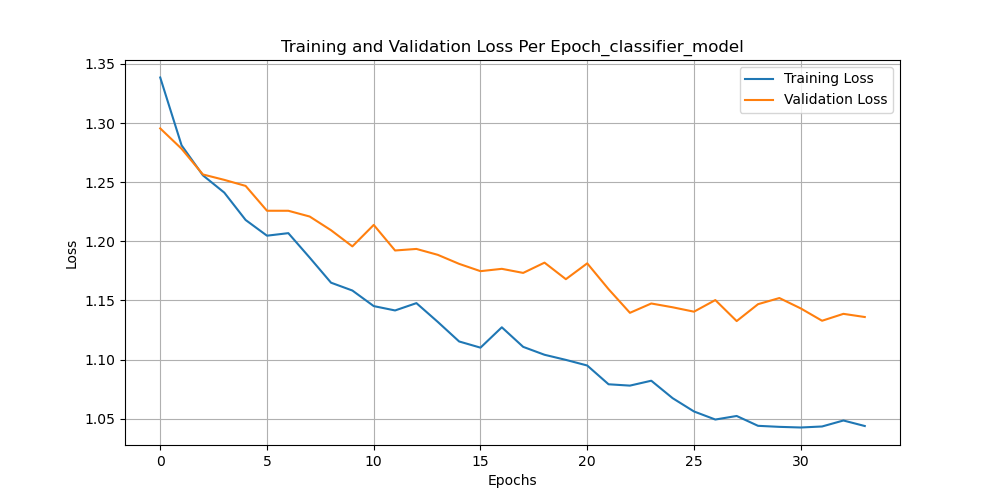 Training and Validation Loss Per Epoch_classifier_model
Training Loss
Validation Loss
Loss
1.35
1.30
1.25
1.20
1.15
1.10
1.05
0 5 10 15 20 25 30
Epochs